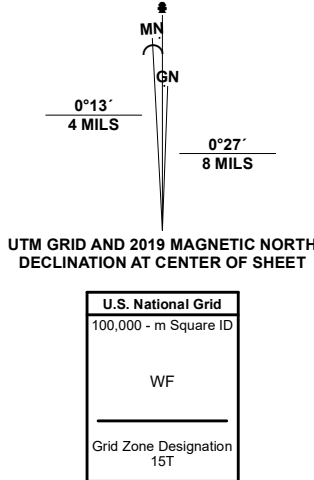 MN
GN
0°13´
4 MILS
0°27´
8 MILS
UTM GRID AND 2019 MAGNETIC NORTH
DECLINATION AT CENTER OF SHEET
U.S. National Grid
100,000 - m Square ID
WF
Grid Zone Designation
15T